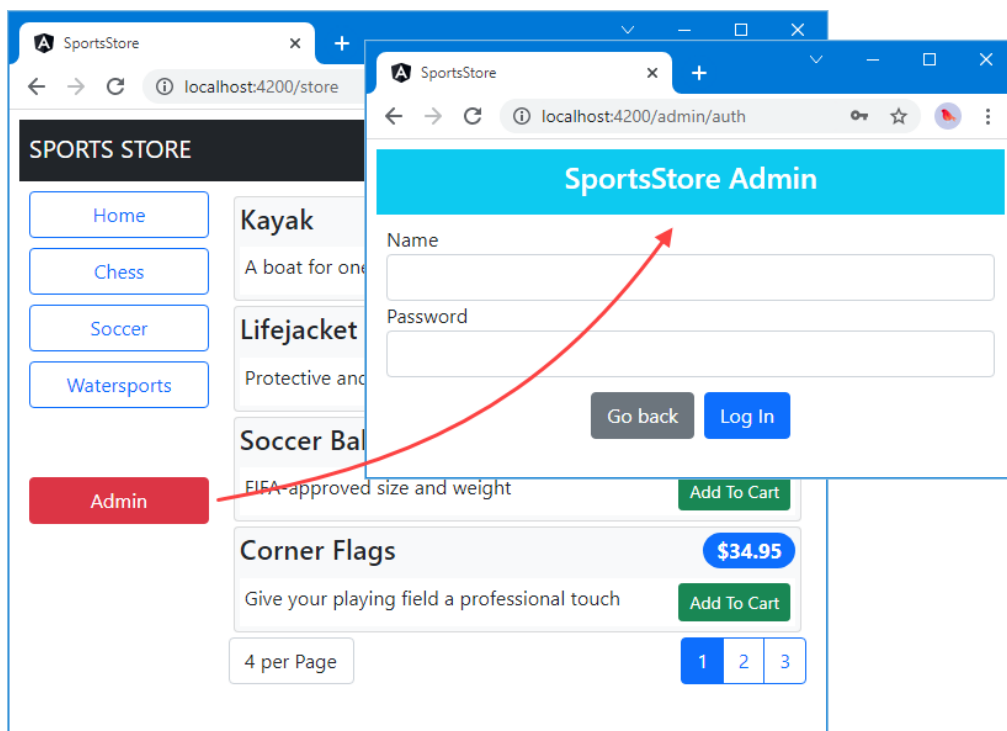 SportsStore
localhost:4200/store
SPORTS STORE
Home
Chess
Soccer
Watersports
Admin
Kayak
A boat for one
Lifejacket
Protective and
Soccer Bal
FIFA-approved size and weight
Add To Cart
Corner Flags
$34.95
Give your playing field a professional touch
Add To Cart
4 per Page
1 2 3
SportsStore
localhost:4200/admin/auth
SportsStore Admin
Name
Password
Go back
Log In